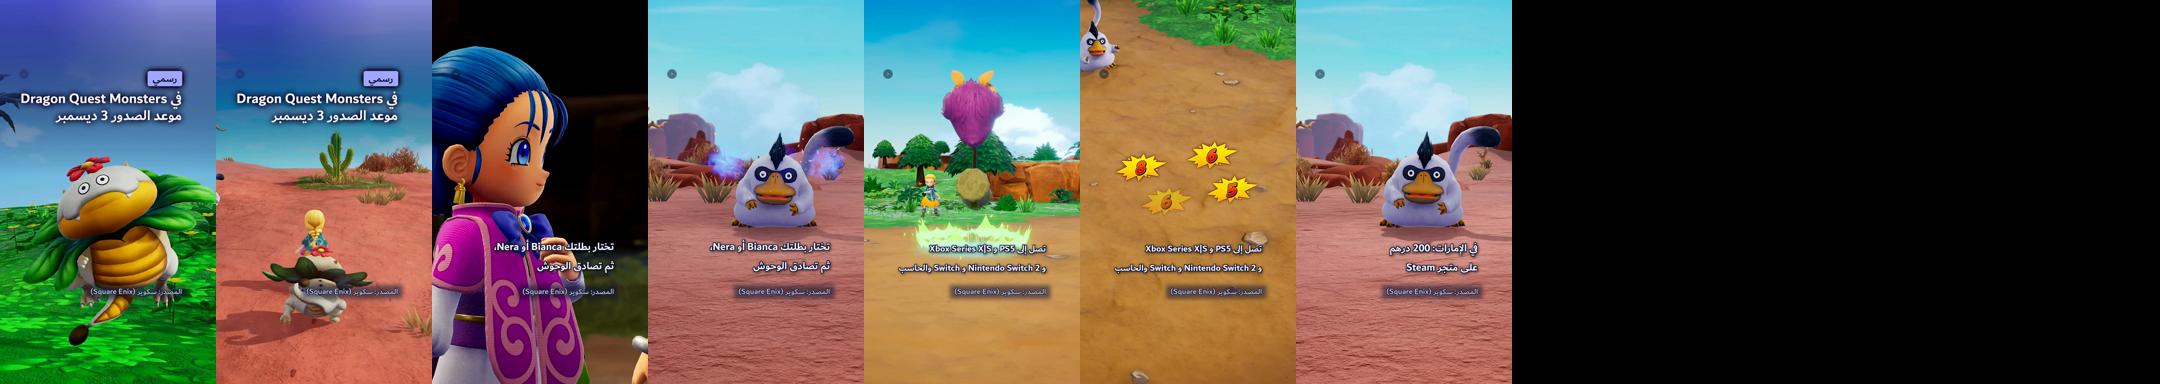 رسمي
في Dragon Quest Monsters
موعد الصدور 3 ديسمبر
المصدر: سكوير (Square Enix)
رسمي
في Dragon Quest Monsters
موعد الصدور 3 ديسمبر
المصدر: سكوير (Square Enix)
تختار بطلتك Bianca أو Nera،
ثم تصادق الوحوش
المصدر: سكوير (Square Enix)
تختار بطلتك Bianca أو Nera،
ثم تصادق الوحوش
المصدر: سكوير (Square Enix)
تصل إلى PS5 و Xbox Series X|S
و Nintendo Switch 2 و Switch والحاسب
المصدر: سكوير (Square Enix)
8
6
6
5
تصل إلى PS5 و Xbox Series X|S
و Nintendo Switch 2 و Switch والحاسب
المصدر: سكوير (Square Enix)
في الإمارات: 200 درهم
على متجر Steam
المصدر: سكوير (Square Enix)